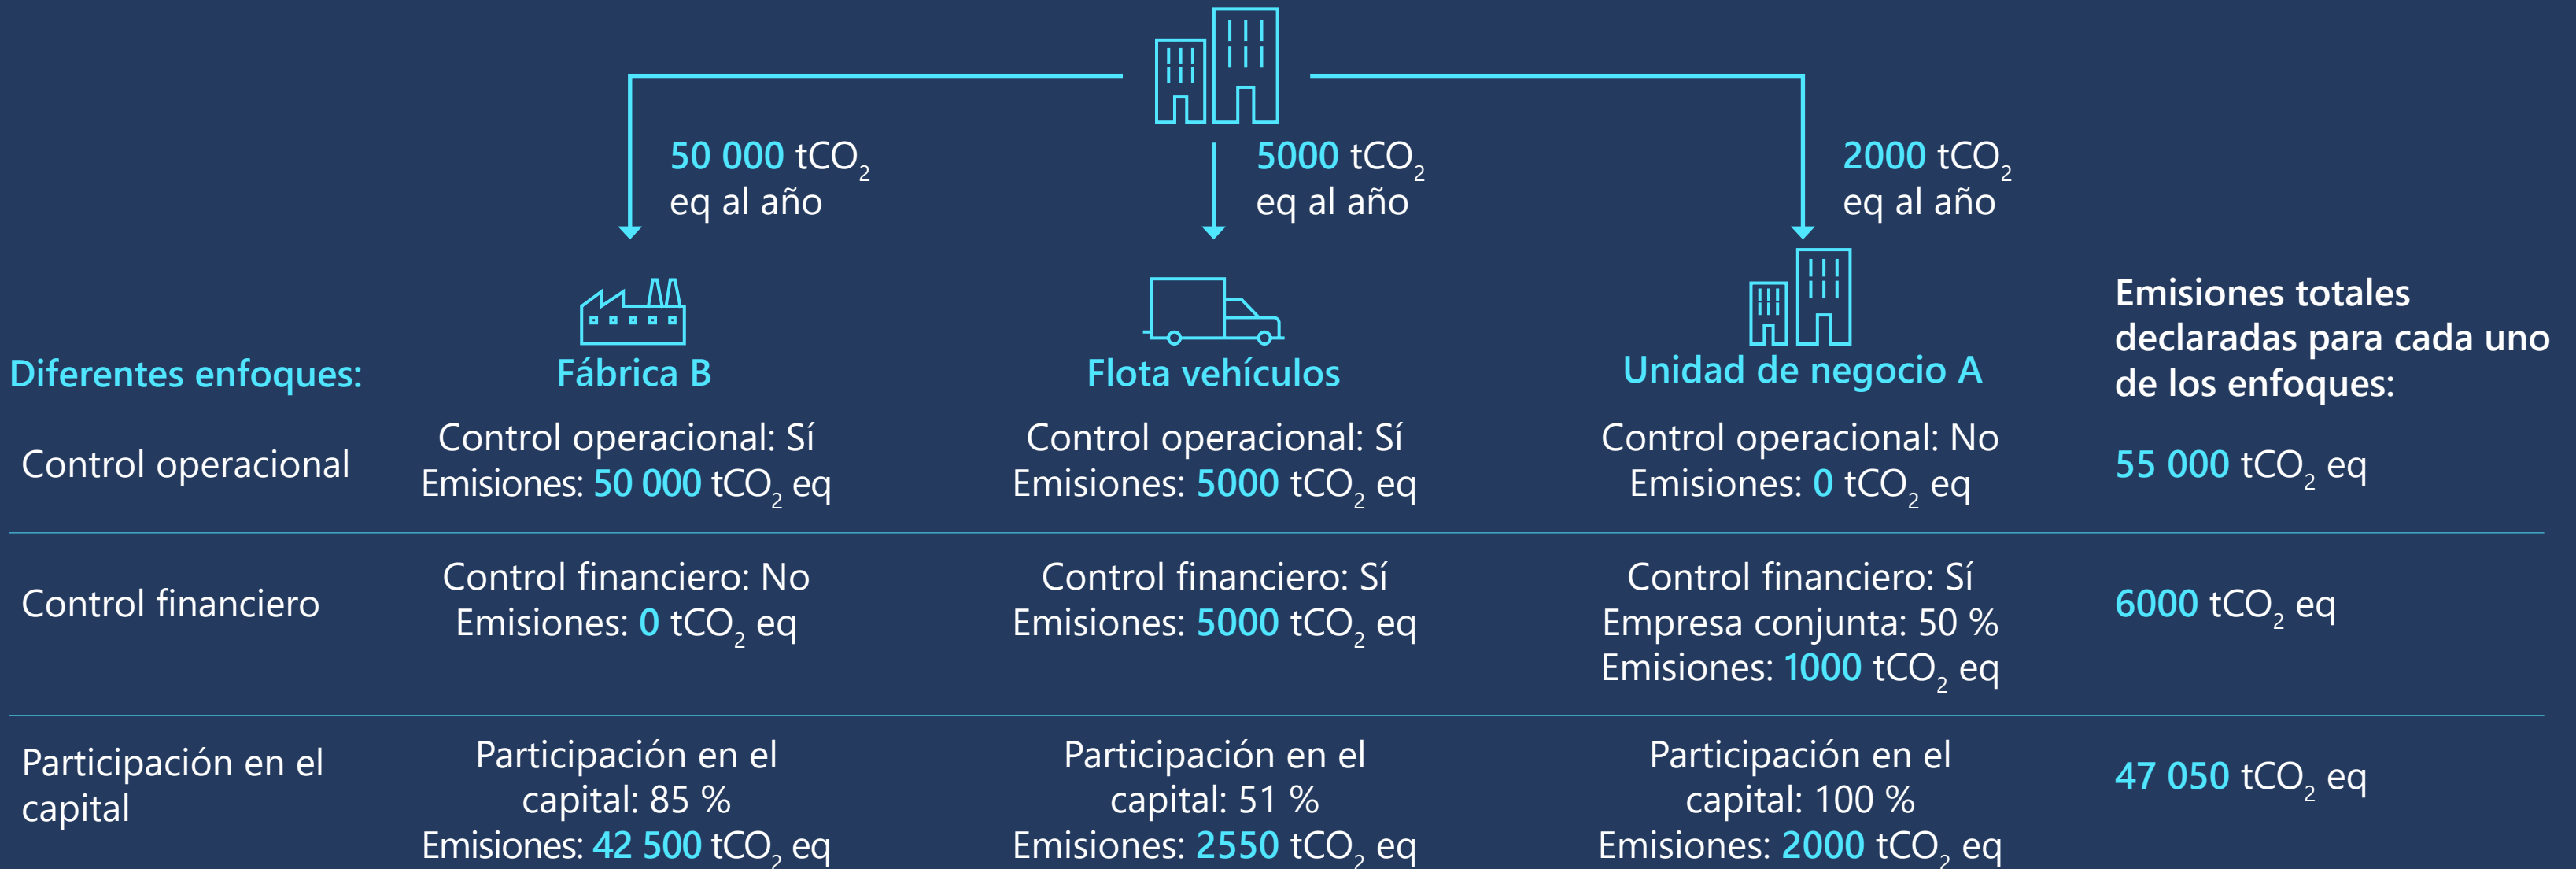 50 000 tCO₂
eq al año
5000 tCO₂
eq al año
2000 tCO₂
eq al año
Diferentes enfoques:
Fábrica B
Flota vehículos
Unidad de negocio A
Emisiones totales
declaradas para cada uno
de los enfoques:
Control operacional
Control operacional: Sí
Emisiones: 50 000 tCO₂ eq
Control operacional: Sí
Emisiones: 5000 tCO₂ eq
Control operacional: No
Emisiones: 0 tCO₂ eq
55 000 tCO₂ eq
Control financiero
Control financiero: No
Emisiones: 0 tCO₂ eq
Control financiero: Sí
Emisiones: 5000 tCO₂ eq
Control financiero: Sí
Empresa conjunta: 50 %
Emisiones: 1000 tCO₂ eq
6000 tCO₂ eq
Participación en el
capital
Participación en el
capital: 85 %
Emisiones: 42 500 tCO₂ eq
Participación en el
capital: 51 %
Emisiones: 2550 tCO₂ eq
Participación en el
capital: 100 %
Emisiones: 2000 tCO₂ eq
47 050 tCO₂ eq